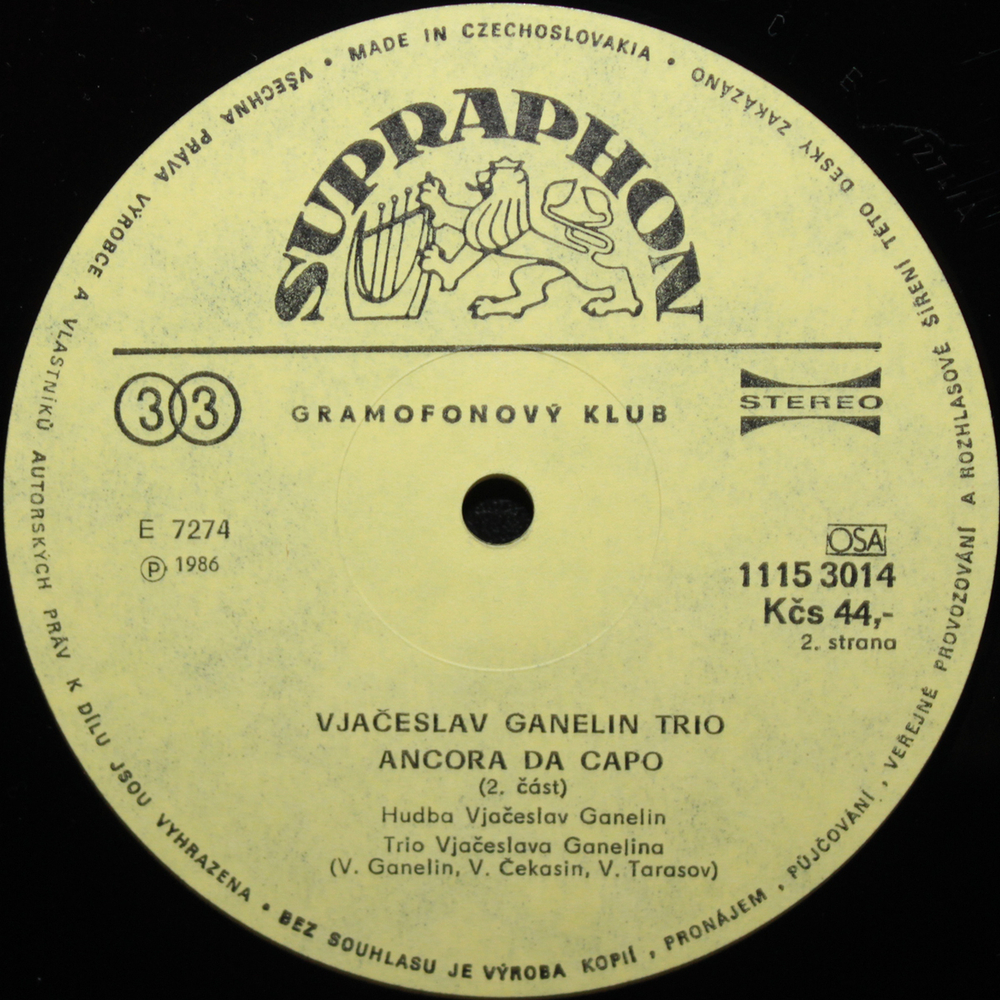 • MADE IN CZECHOSLOVAKIA •
SUPRAPHON
33
GRAMOFONOVÝ KLUB
STEREO
E 7274
Ⓟ 1986
OSA
1115 3014
Kčs 44,-
2. strana
VJAČESLAV GANELIN TRIO
ANCORA DA CAPO
(2. část)
Hudba Vjačeslav Ganelin
Trio Vjačeslava Ganelina
(V. Ganelin, V. Čekasin, V. Tarasov)
VŠECHNA PRÁVA VÝROBCE A VLASTNÍKŮ AUTORSKÝCH PRÁV K DÍLU JSOU VYHRAZENA • BEZ SOUHLASU JE VÝROBA KOPIÍ , PRONÁJEM , PŮJČOVÁNÍ , VEŘEJNÉ PROVOZOVÁNÍ A ROZHLASOVÉ ŠÍŘENÍ TÉTO DESKY ZAKÁZÁNO